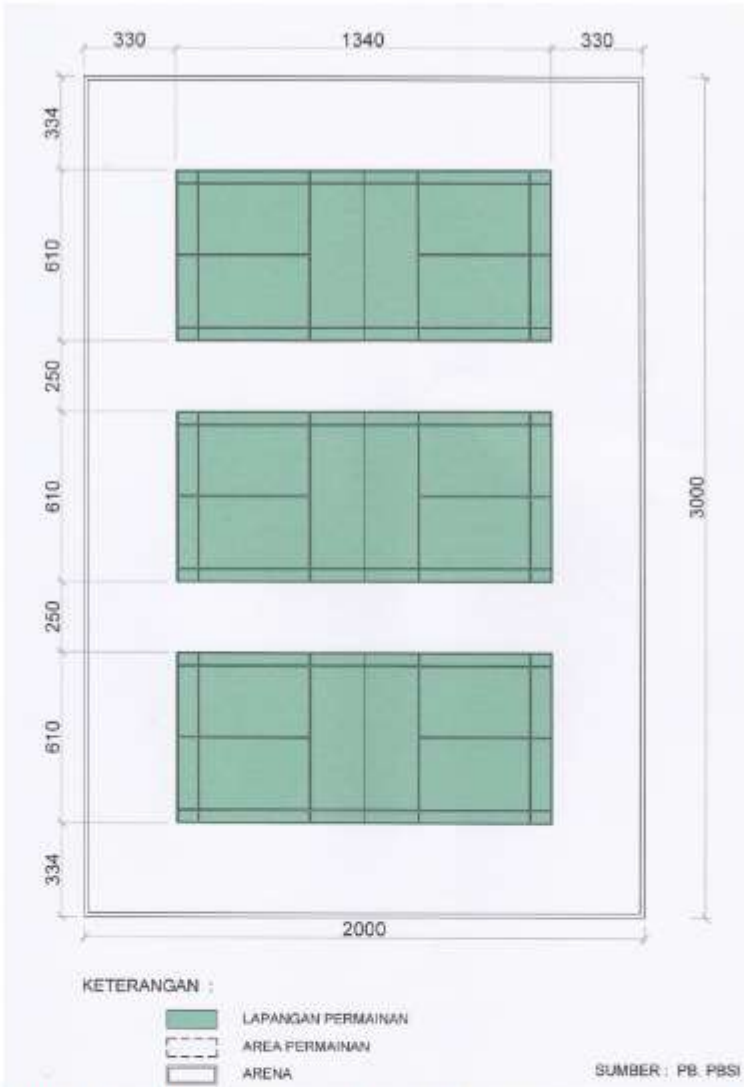 330 1340 330
334
610
250
610
250
610
334
3000
2000
KETERANGAN :
LAPANGAN PERMAINAN
AREA PERMAINAN
ARENA
SUMBER : PB. PBSI